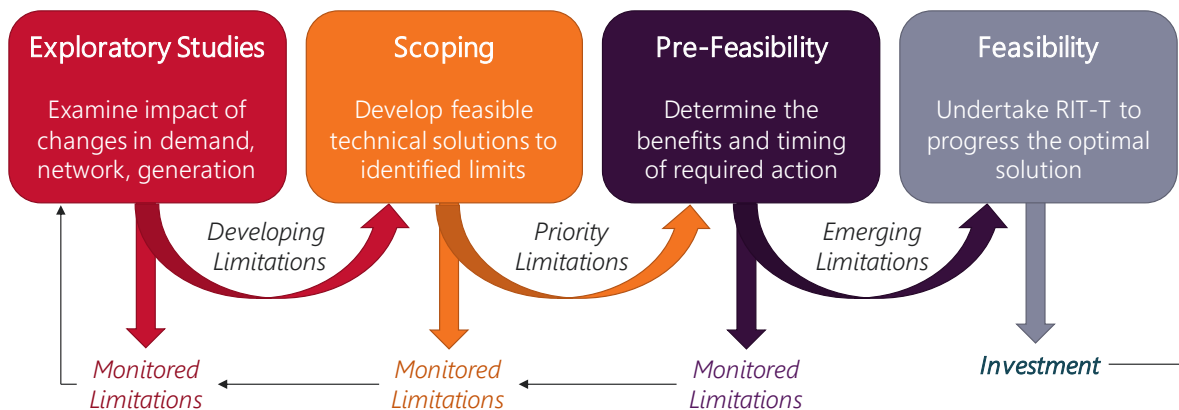 Exploratory Studies
Examine impact of
changes in demand,
network, generation
Scoping
Develop feasible
technical solutions to
identified limits
Pre-Feasibility
Determine the
benefits and timing
of required action
Feasibility
Undertake RIT-T to
progress the optimal
solution
Developing
Limitations
Priority
Limitations
Emerging
Limitations
Monitored
Limitations
Monitored
Limitations
Monitored
Limitations
Investment